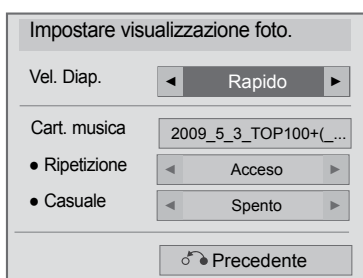 Impostare visualizzazione foto.
Vel. Diap. ◄ Rapido ►
Cart. musica 2009_5_3_TOP100+(_...
● Ripetizione ◄ Acceso ►
● Casuale ◄ Spento ►
Precedente